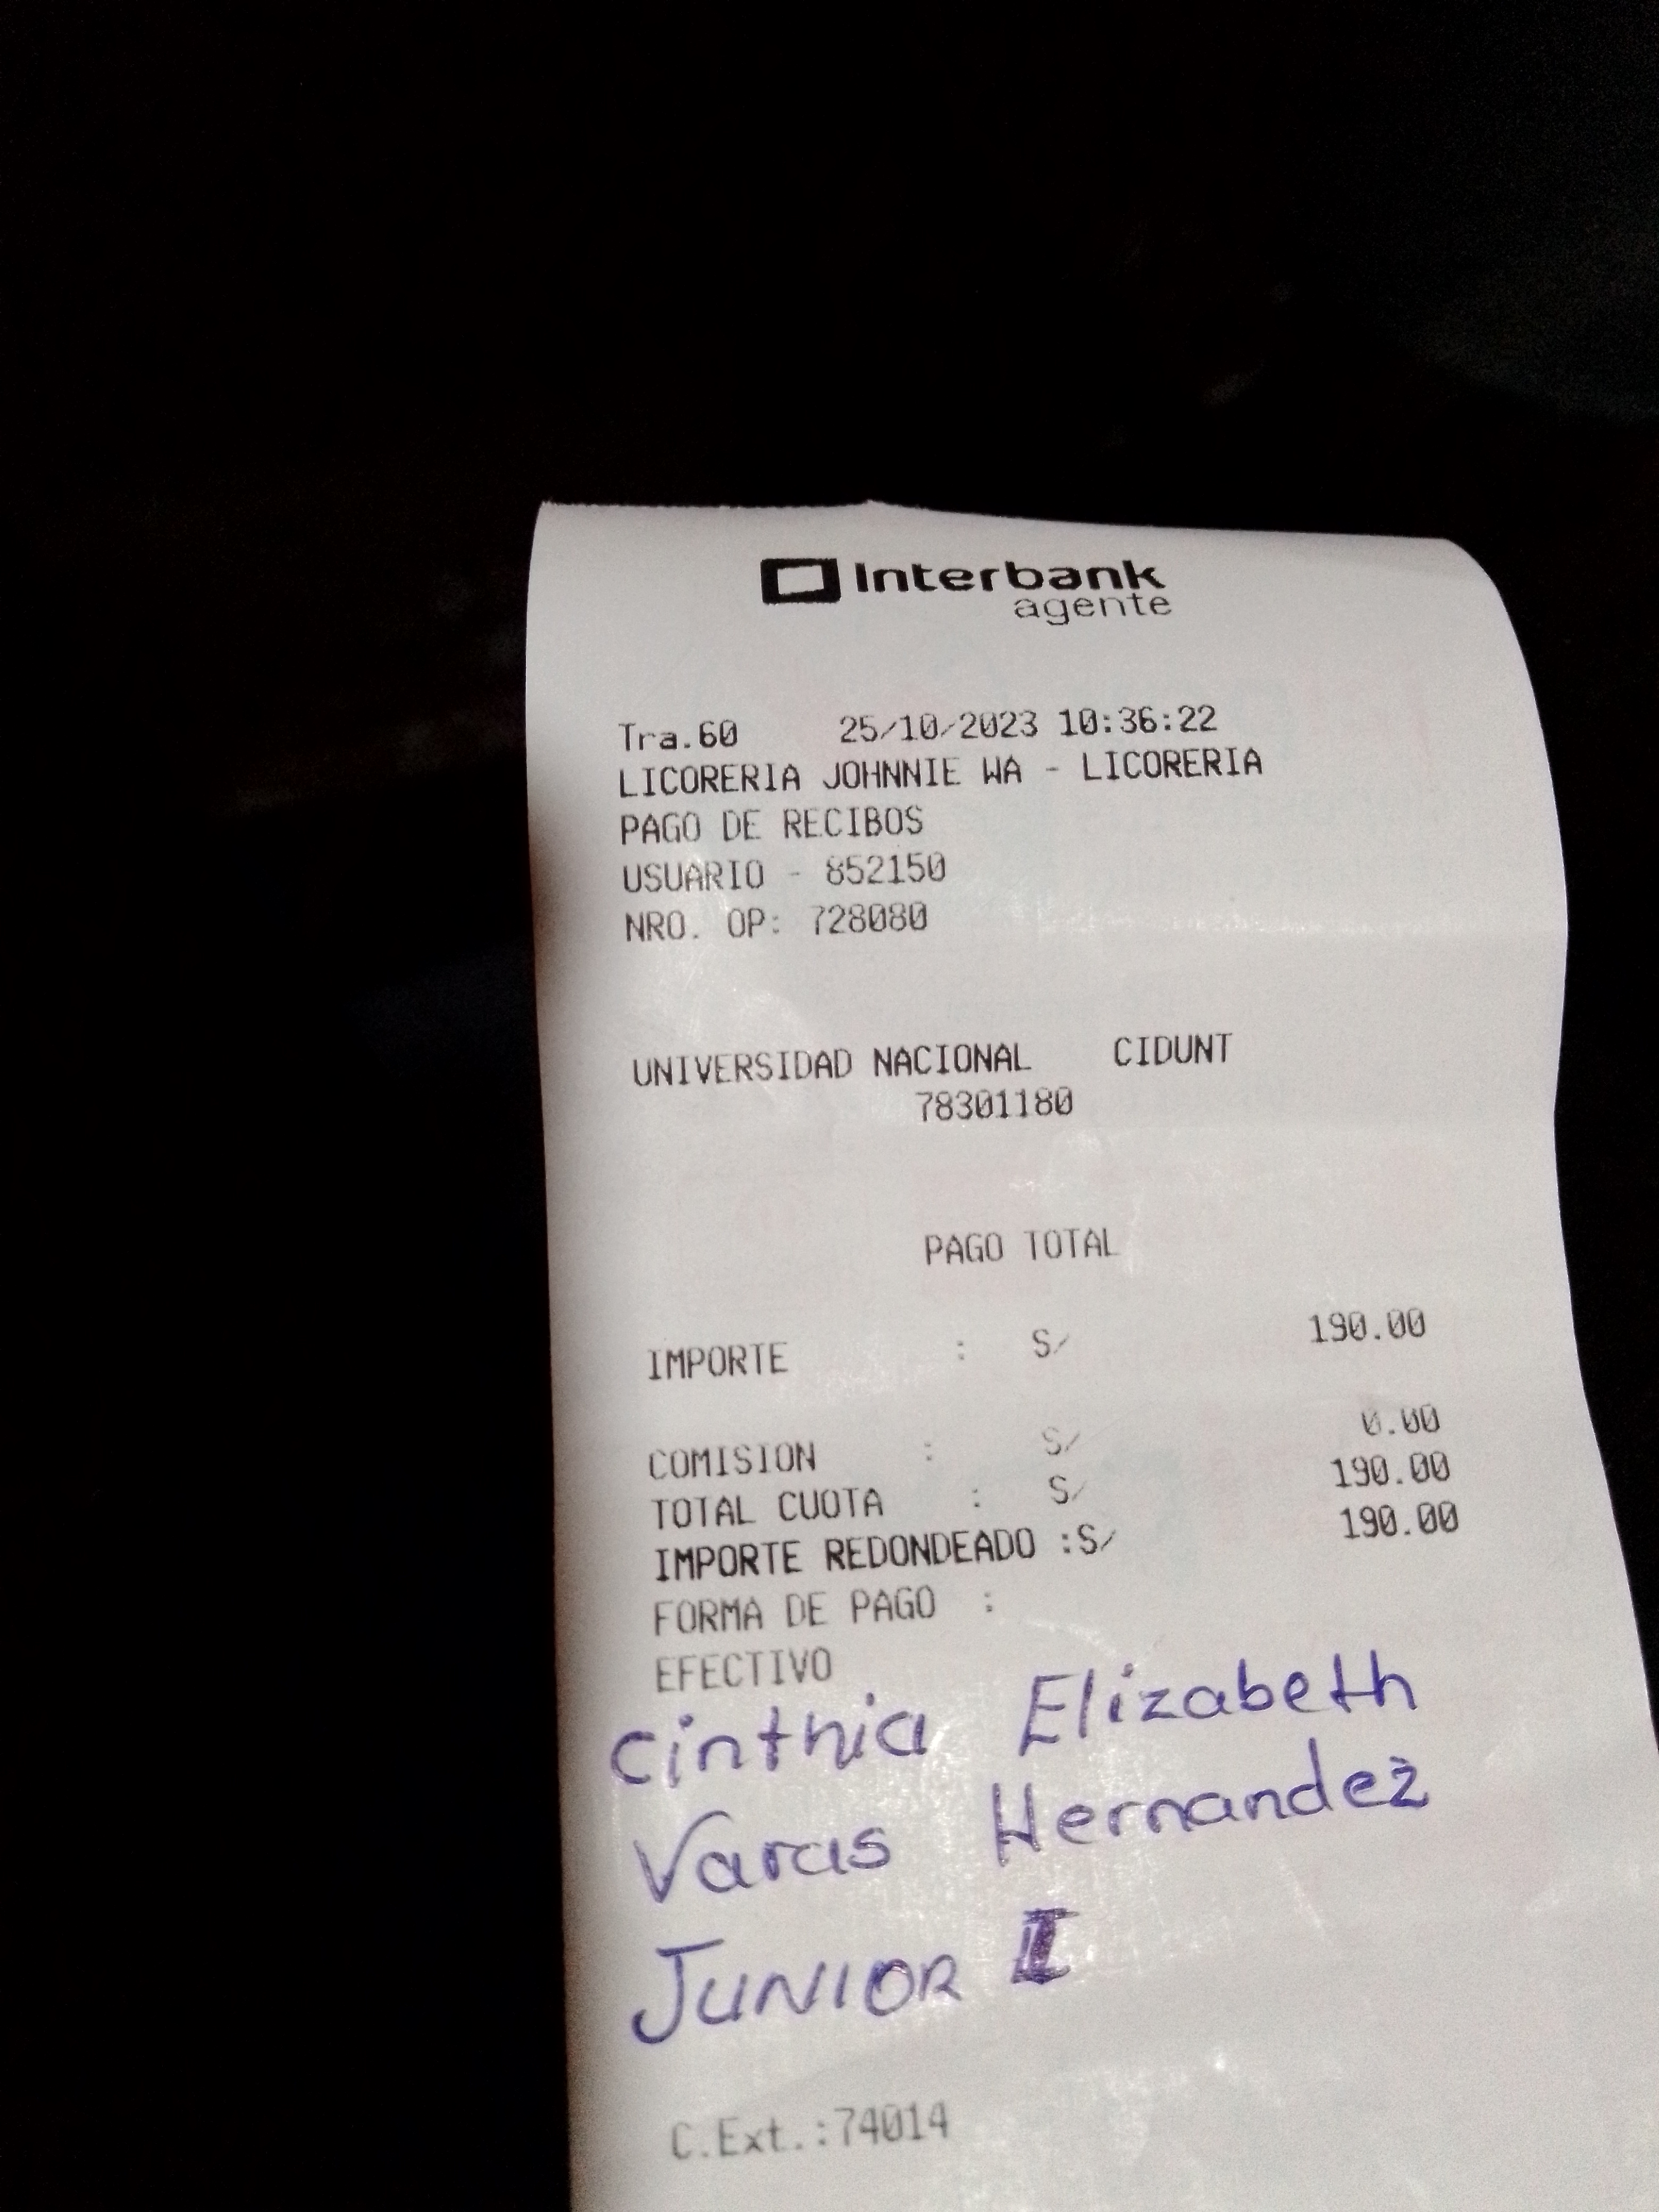 Interbank
agente
Tra.60 25/10/2023 10:36:22
LICORERIA JOHNNIE WA - LICORERIA
PAGO DE RECIBOS
USUARIO - 852150
NRO. OP: 728080
UNIVERSIDAD NACIONAL CIDUNT
78301180
PAGO TOTAL
IMPORTE : S/ 190.00
COMISION : S/ 0.00
TOTAL CUOTA : S/ 190.00
IMPORTE REDONDEADO :S/ 190.00
FORMA DE PAGO :
EFECTIVO
Cinthia Elizabeth
Varas Hernandez
JUNIOR I
C.Ext.:74014